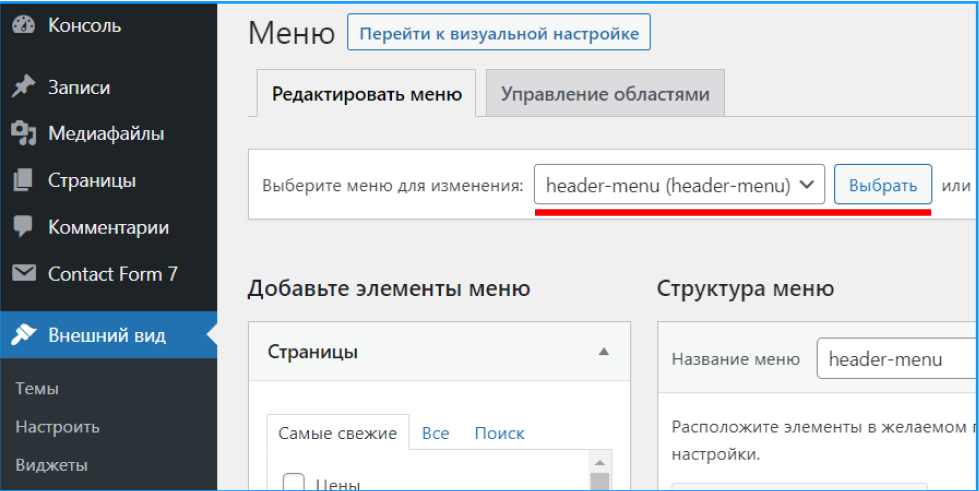 Консоль
Записи
Медиафайлы
Страницы
Комментарии
Contact Form 7
Внешний вид
Темы
Настроить
Виджеты
Меню
Перейти к визуальной настройке
Редактировать меню
Управление областями
Выберите меню для изменения: header-menu (header-menu) Выбрать или
Добавьте элементы меню
Страницы
Самые свежие Все Поиск
Цены
Структура меню
Название меню header-menu
Расположите элементы в желаемом
настройки.